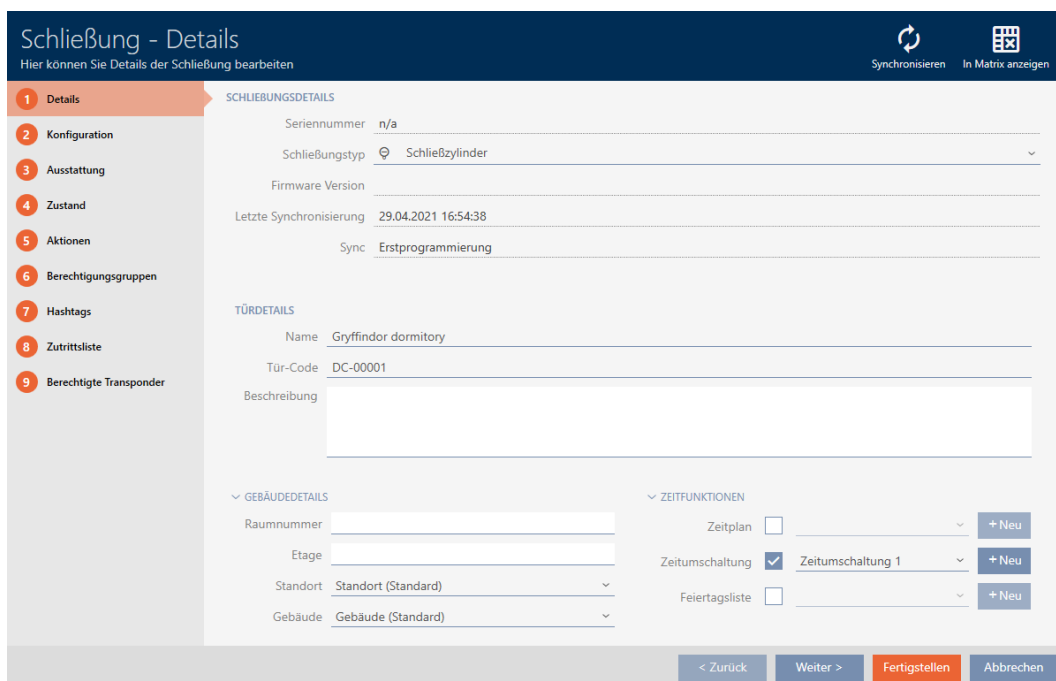 Schließung - Details
Hier können Sie Details der Schließung bearbeiten
Synchronisieren
In Matrix anzeigen
1 Details
2 Konfiguration
3 Ausstattung
4 Zustand
5 Aktionen
6 Berechtigungsgruppen
7 Hashtags
8 Zutrittsliste
9 Berechtigte Transponder
SCHLIEßUNGSDETAILS
Seriennummer n/a
Schließungstyp Schließzylinder
Firmware Version
Letzte Synchronisierung 29.04.2021 16:54:38
Sync Erstprogrammierung
TÜRDETAILS
Name Gryffindor dormitory
Tür-Code DC-00001
Beschreibung
GEBÄUDEDETAILS
Raumnummer
Etage
Standort Standort (Standard)
Gebäude Gebäude (Standard)
ZEITFUNKTIONEN
Zeitplan +Neu
Zeitumschaltung Zeitumschaltung 1 +Neu
Feiertagsliste +Neu
< Zurück Weiter > Fertigstellen Abbrechen